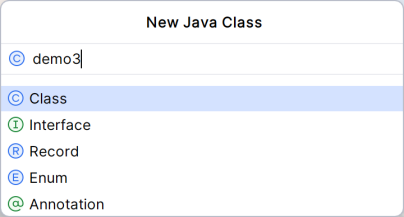 New Java Class
C demo3
C Class
I Interface
R Record
E Enum
@ Annotation